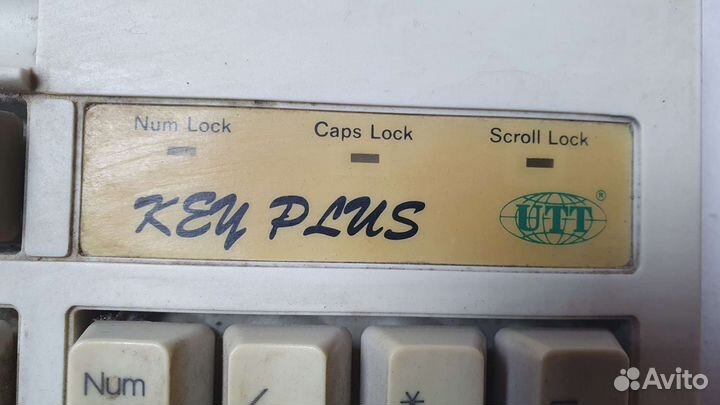 Num Lock Caps Lock Scroll Lock
KEY PLUS UTT ®
Num / *
Avito